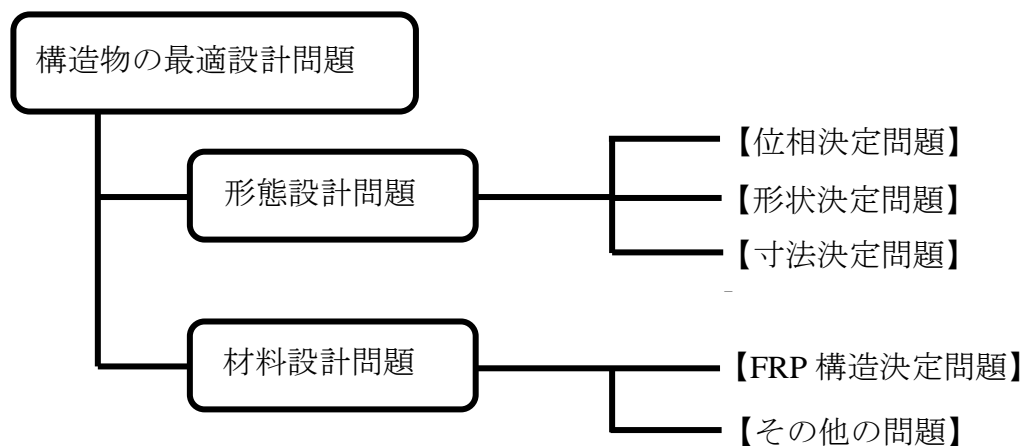 構造物の最適設計問題
形態設計問題
【位相決定問題】
【形状決定問題】
【寸法決定問題】
材料設計問題
【FRP 構造決定問題】
【その他の問題】